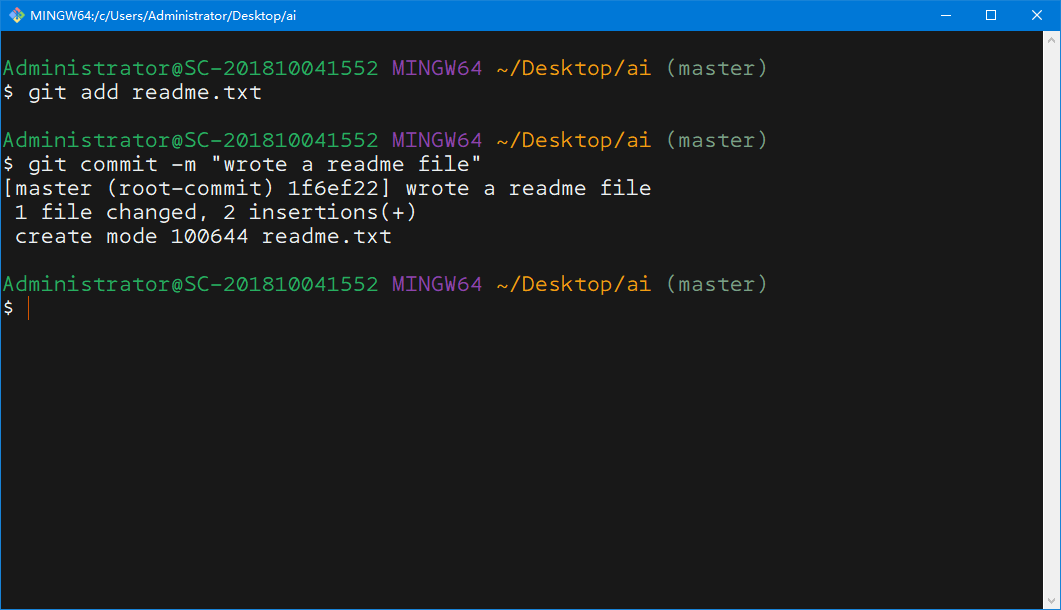 MINGW64:/c/Users/Administrator/Desktop/ai
Administrator@SC-201810041552 MINGW64 ~/Desktop/ai (master)
$ git add readme.txt
Administrator@SC-201810041552 MINGW64 ~/Desktop/ai (master)
$ git commit -m "wrote a readme file"
[master (root-commit) 1f6ef22] wrote a readme file
1 file changed, 2 insertions(+)
create mode 100644 readme.txt
Administrator@SC-201810041552 MINGW64 ~/Desktop/ai (master)
$